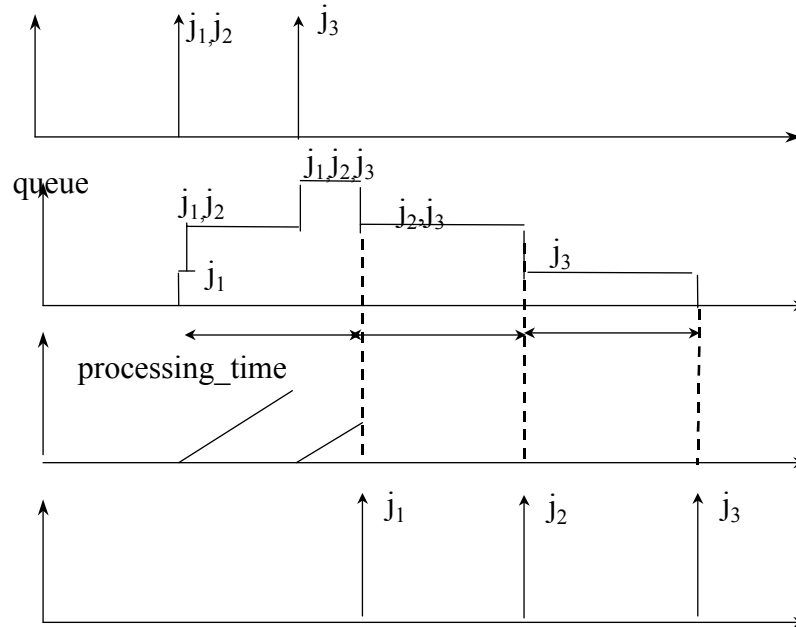 j₁,j₂
j₃
queue
j₁,j₂,j₃
j₁,j₂
j₂,j₃
j₁
j₃
processing_time
j₁
j₂
j₃